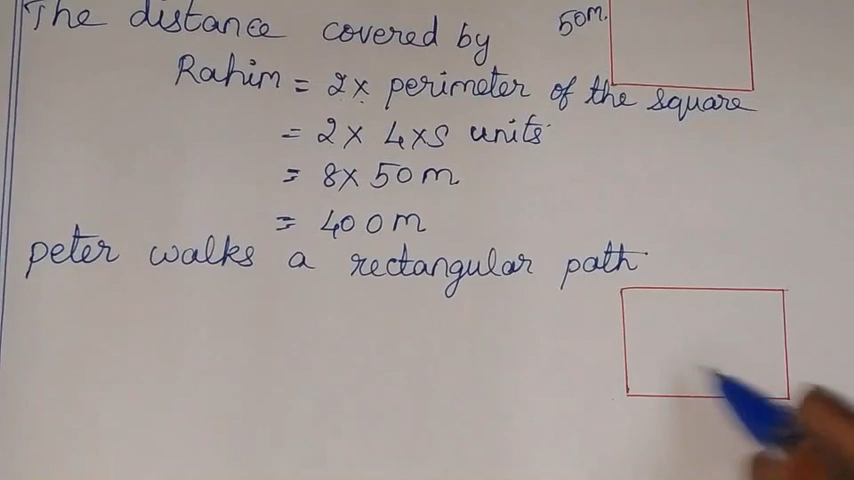 The distance covered by
50m.
Rahim = 2x perimeter of the square
= 2x 4xS units
= 8x 50m
= 400m
peter walks a rectangular path